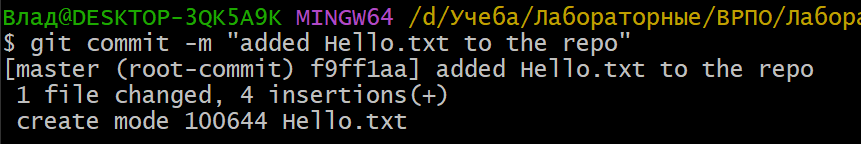 Влад@DESKTOP-3QK5A9K MINGW64 /d/Учеба/Лабораторные/ВРПО/Лабора
$ git commit -m "added Hello.txt to the repo"
[master (root-commit) f9ff1aa] added Hello.txt to the repo
1 file changed, 4 insertions(+)
create mode 100644 Hello.txt